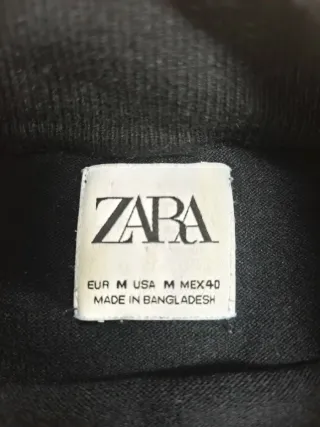 ZARA
EUR M USA M MEX40
MADE IN BANGLADESH